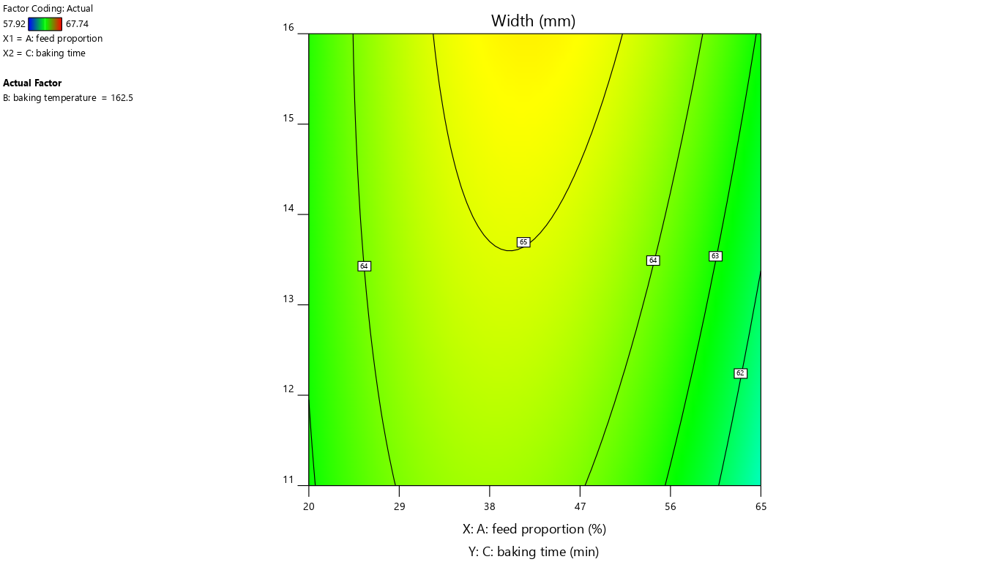 Factor Coding: Actual
57.92 67.74
X1 = A: feed proportion
X2 = C: baking time
Actual Factor
B: baking temperature = 162.5
Width (mm)
16
15
14
13
12
11
65
64
64
63
62
20 29 38 47 56 65
X: A: feed proportion (%)
Y: C: baking time (min)